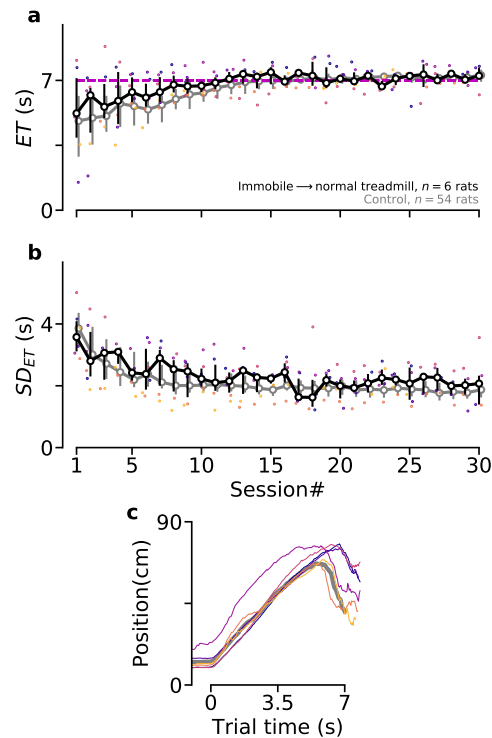 a
7
0
ET (s)
Immobile ⟶ normal treadmill, n = 6 rats
Control, n = 54 rats
b
4
0
SD_ET (s)
1 5 10 15 20 25 30
Session#
c
90
0
Position(cm)
0 3.5 7
Trial time (s)